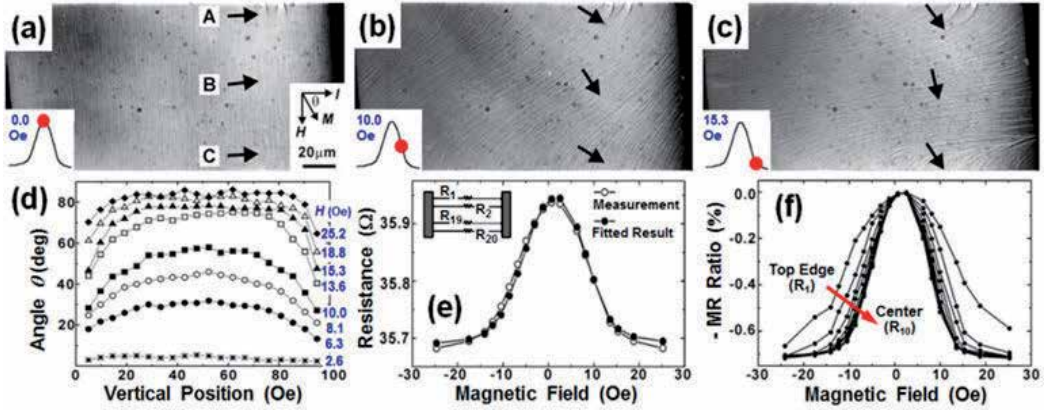 (a)
A
B
C
θ
I
M
H
20μm
0.0
Oe
(b)
10.0
Oe
(c)
15.3
Oe
(d)
Angle θ (deg)
80
60
40
20
0 20 40 60 80 100
Vertical Position (Oe)
H (Oe)
25.2
18.8
15.3
13.6
10.0
8.1
6.3
2.6
(e)
Resistance (Ω)
35.9
35.8
35.7
R1
R2
R19
R20
Measurement
Fitted Result
-30 -20 -10 0 10 20 30
Magnetic Field (Oe)
(f)
- MR Ratio (%)
-0.0
-0.2
-0.4
-0.6
Top Edge
(R1)
Center
(R10)
-30 -20 -10 0 10 20 30
Magnetic Field (Oe)